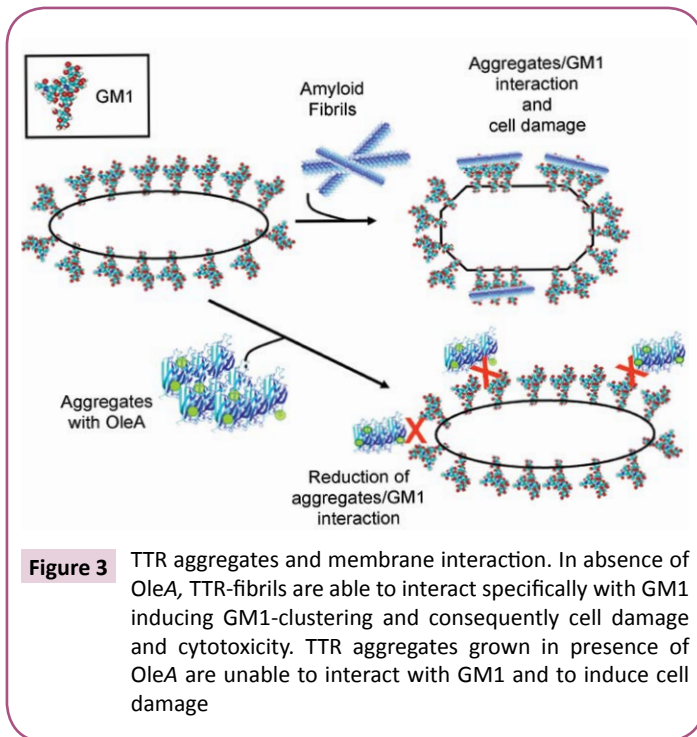 GM1
Amyloid
Fibrils
Aggregates/GM1
interaction
and
cell damage
Aggregates
with OleA
Reduction of
aggregates/GM1
interaction
Figure 3
TTR aggregates and membrane interaction. In absence of
OleA, TTR-fibrils are able to interact specifically with GM1
inducing GM1-clustering and consequently cell damage
and cytotoxicity. TTR aggregates grown in presence of
OleA are unable to interact with GM1 and to induce cell
damage